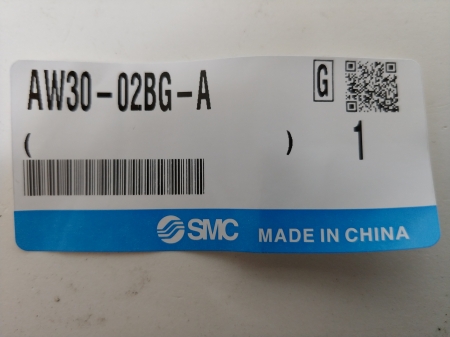 AW30-02BG-A
G
( )
1
SMC MADE IN CHINA